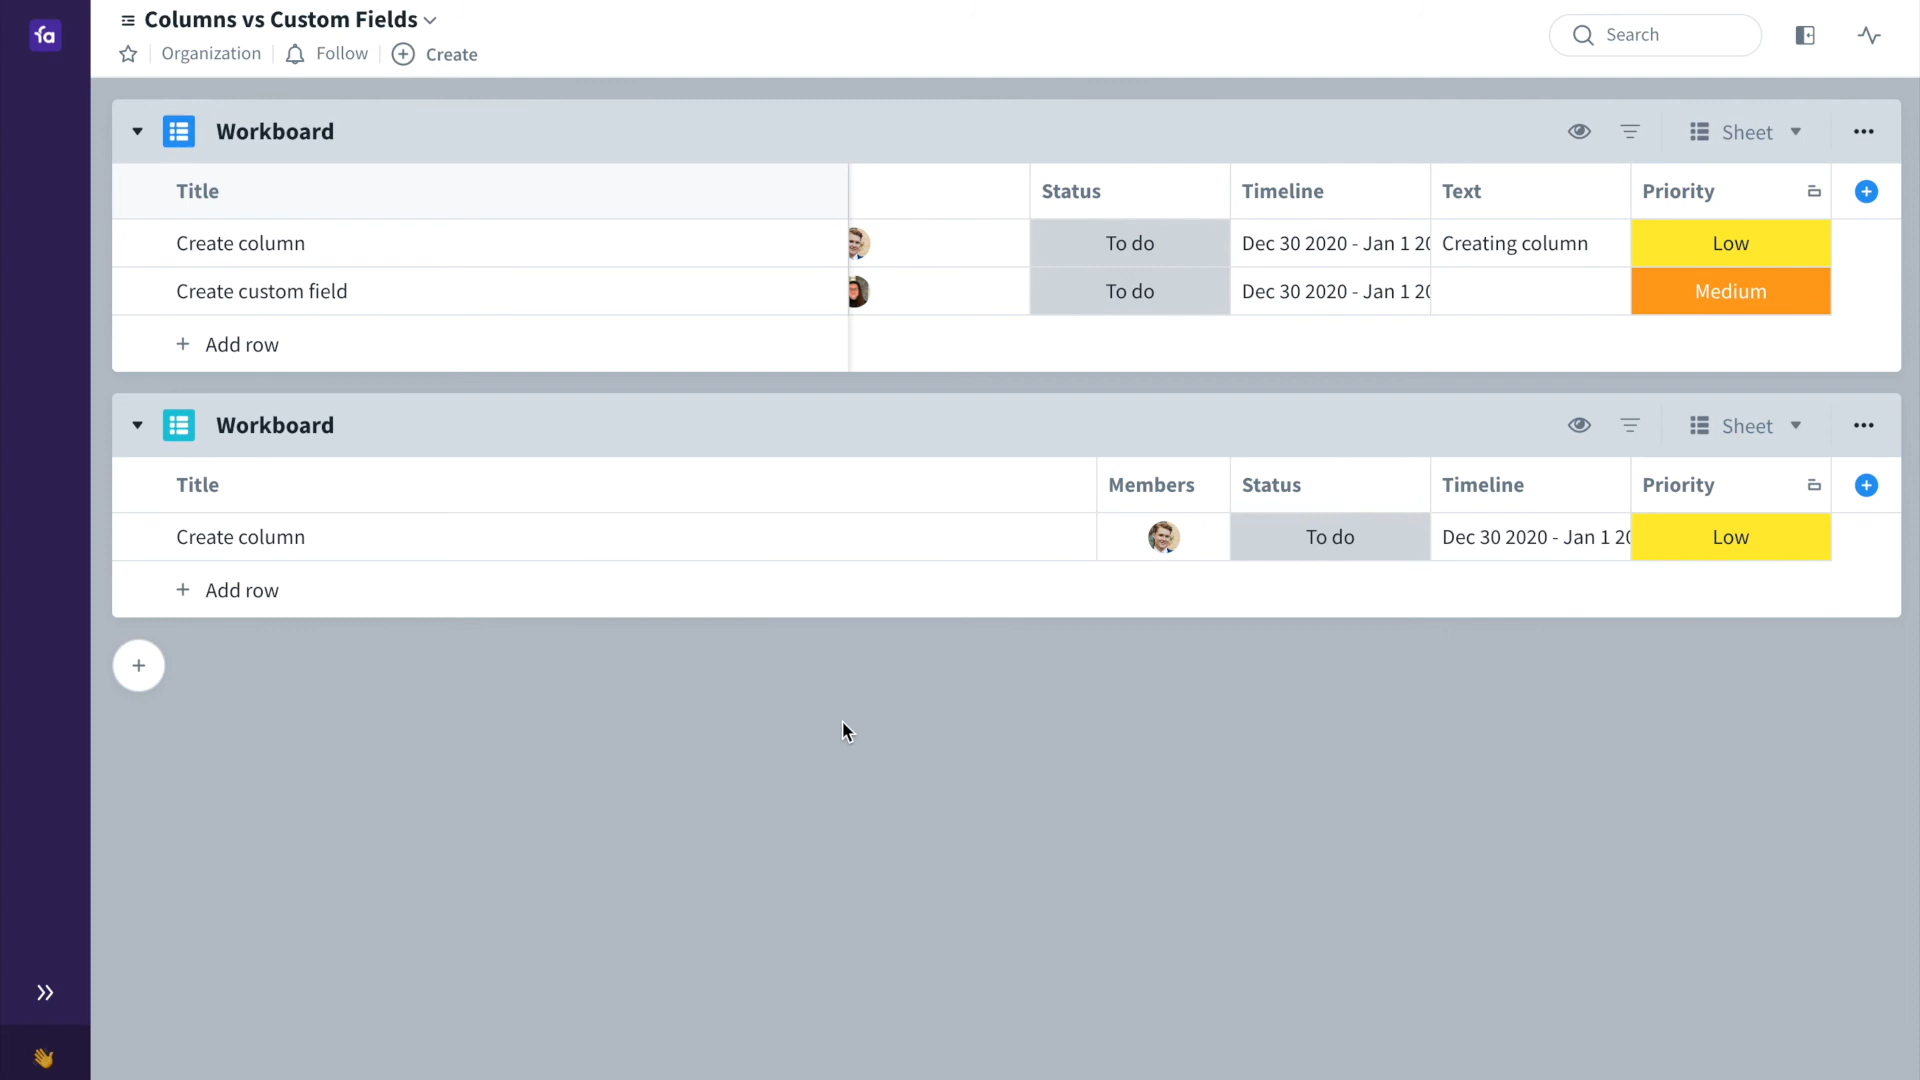 fa
Columns vs Custom Fields
Organization Follow Create
Search
Workboard
Sheet
Title Status Timeline Text Priority
Create column To do Dec 30 2020 - Jan 1 20 Creating column Low
Create custom field To do Dec 30 2020 - Jan 1 20 Medium
+ Add row
Workboard
Sheet
Title Members Status Timeline Priority
Create column To do Dec 30 2020 - Jan 1 20 Low
+ Add row